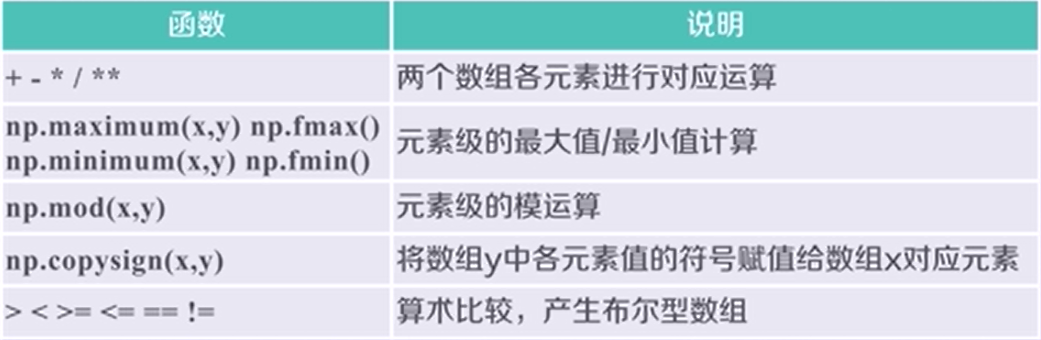 函数 说明
+ - * / ** 两个数组各元素进行对应运算
np.maximum(x,y) np.fmax()
np.minimum(x,y) np.fmin()
元素级的最大值/最小值计算
np.mod(x,y) 元素级的模运算
np.copysign(x,y) 将数组y中各元素值的符号赋值给数组x对应元素
> < >= <= == != 算术比较，产生布尔型数组